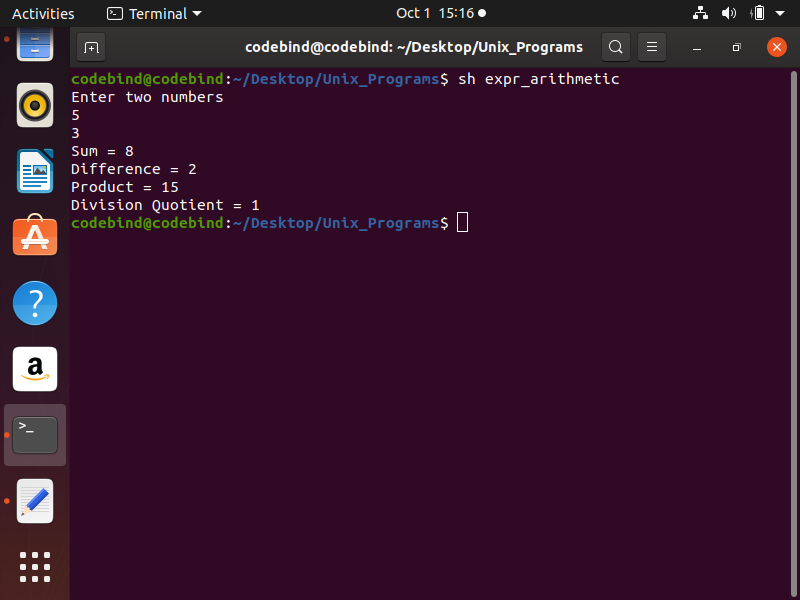 Activities
Terminal
Oct 1 15:16
codebind@codebind: ~/Desktop/Unix_Programs
codebind@codebind:~/Desktop/Unix_Programs$ sh expr_arithmetic
Enter two numbers
5
3
Sum = 8
Difference = 2
Product = 15
Division Quotient = 1
codebind@codebind:~/Desktop/Unix_Programs$
A
?
a
>_